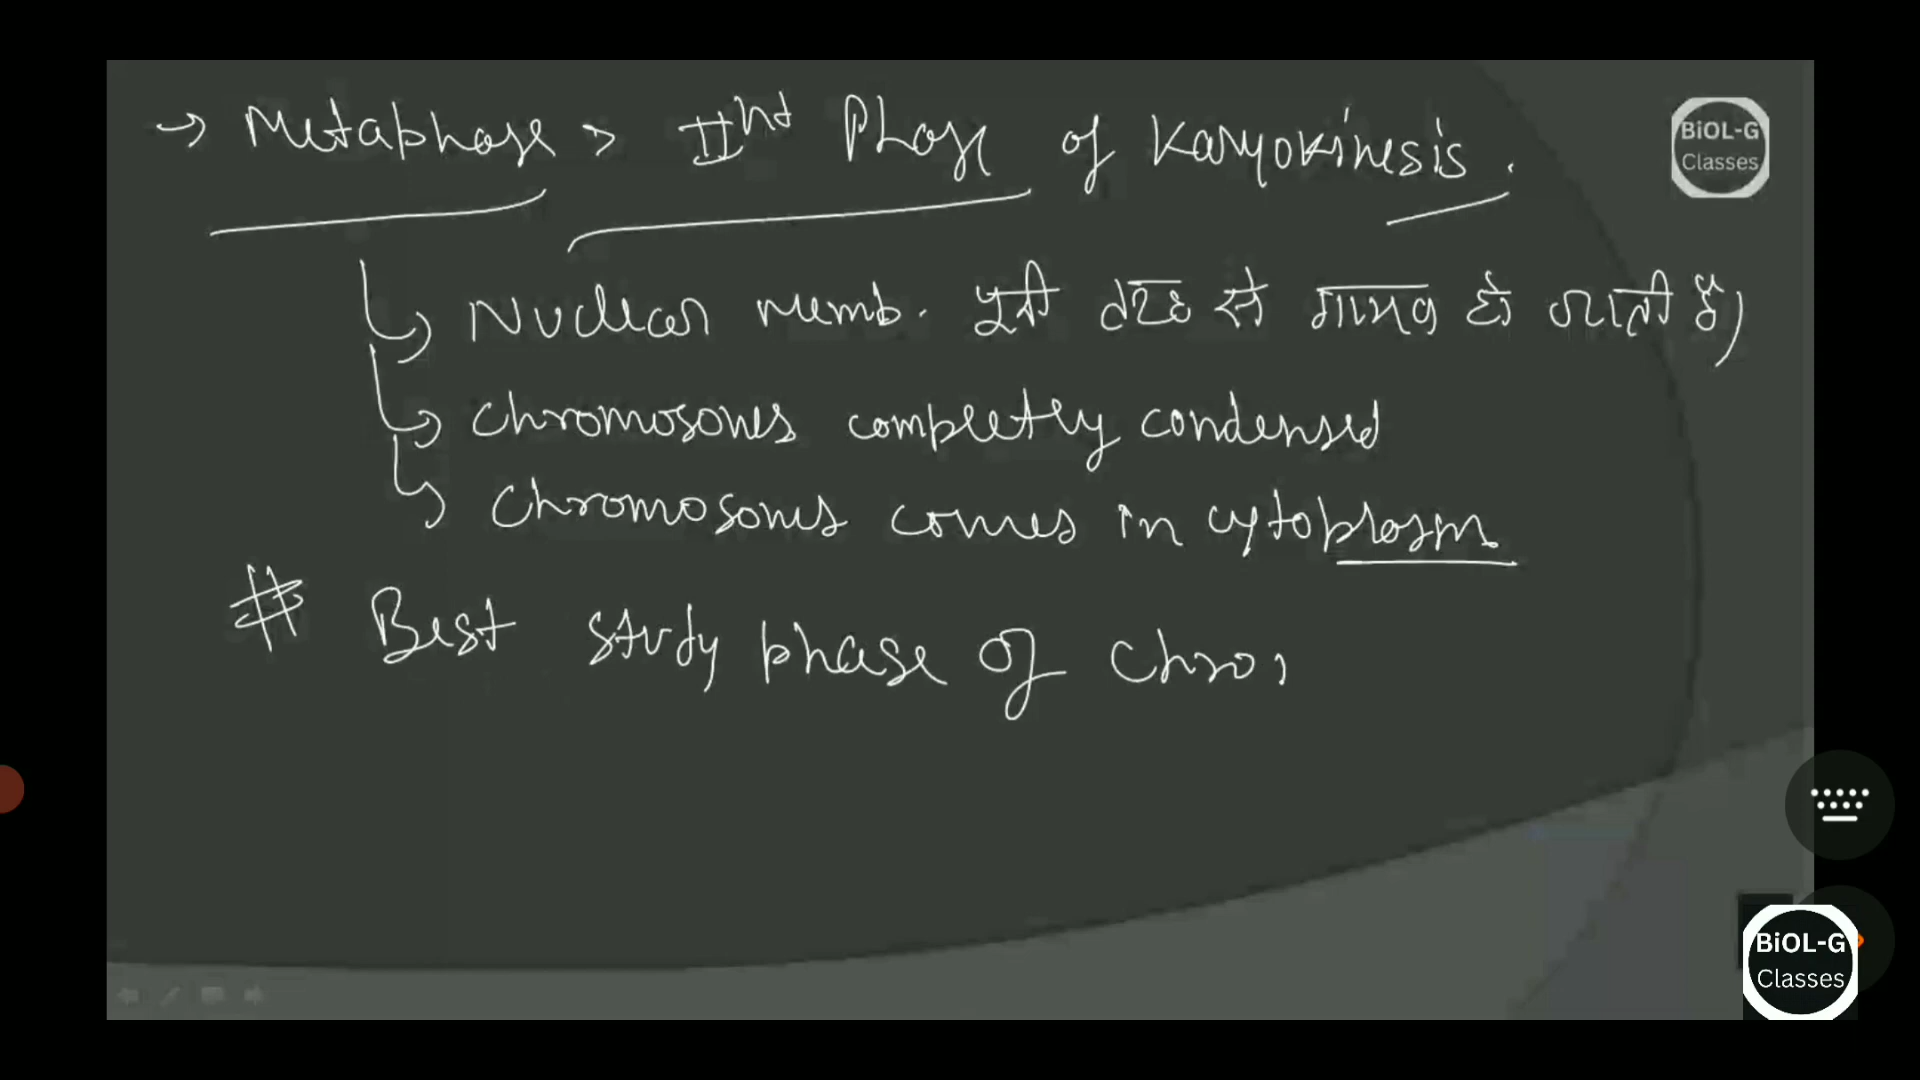 → Metaphase > IInd Phase of Karyokinesis.
BiOL-G
Classes
Nuclear memb. पूरी तरह से गायब हो जाती है)
Chromosomes completly condensed
Chromosomes comes in cytoplasm
# Best study phase of chro
BiOL-G
Classes